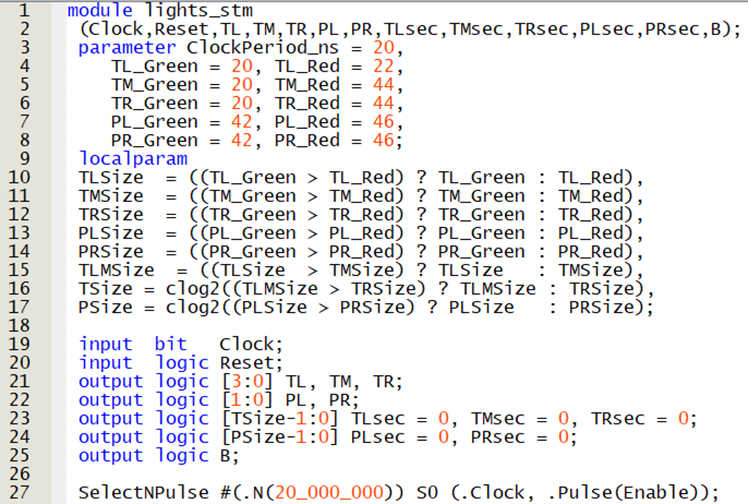 1 module lights_stm
2 (Clock,Reset,TL,TM,TR,PL,PR,TLsec,TMsec,TRsec,PLsec,PRsec,B);
3 parameter ClockPeriod_ns = 20,
4 TL_Green = 20, TL_Red = 22,
5 TM_Green = 20, TM_Red = 44,
6 TR_Green = 20, TR_Red = 44,
7 PL_Green = 42, PL_Red = 46,
8 PR_Green = 42, PR_Red = 46;
9 localparam
10 TLSize = ((TL_Green > TL_Red) ? TL_Green : TL_Red),
11 TMSize = ((TM_Green > TM_Red) ? TM_Green : TM_Red),
12 TRSize = ((TR_Green > TR_Red) ? TR_Green : TR_Red),
13 PLSize = ((PL_Green > PL_Red) ? PL_Green : PL_Red),
14 PRSize = ((PR_Green > PR_Red) ? PR_Green : PR_Red),
15 TLMSize = ((TLSize > TMSize) ? TLSize : TMSize),
16 TSize = clog2((TLMSize > TRSize) ? TLMSize : TRSize),
17 PSize = clog2((PLSize > PRSize) ? PLSize : PRSize);
18
19 input bit Clock;
20 input logic Reset;
21 output logic [3:0] TL, TM, TR;
22 output logic [1:0] PL, PR;
23 output logic [TSize-1:0] TLsec = 0, TMsec = 0, TRsec = 0;
24 output logic [PSize-1:0] PLsec = 0, PRsec = 0;
25 output logic B;
26
27 SelectNPulse #(.N(20_000_000)) S0 (.Clock, .Pulse(Enable));